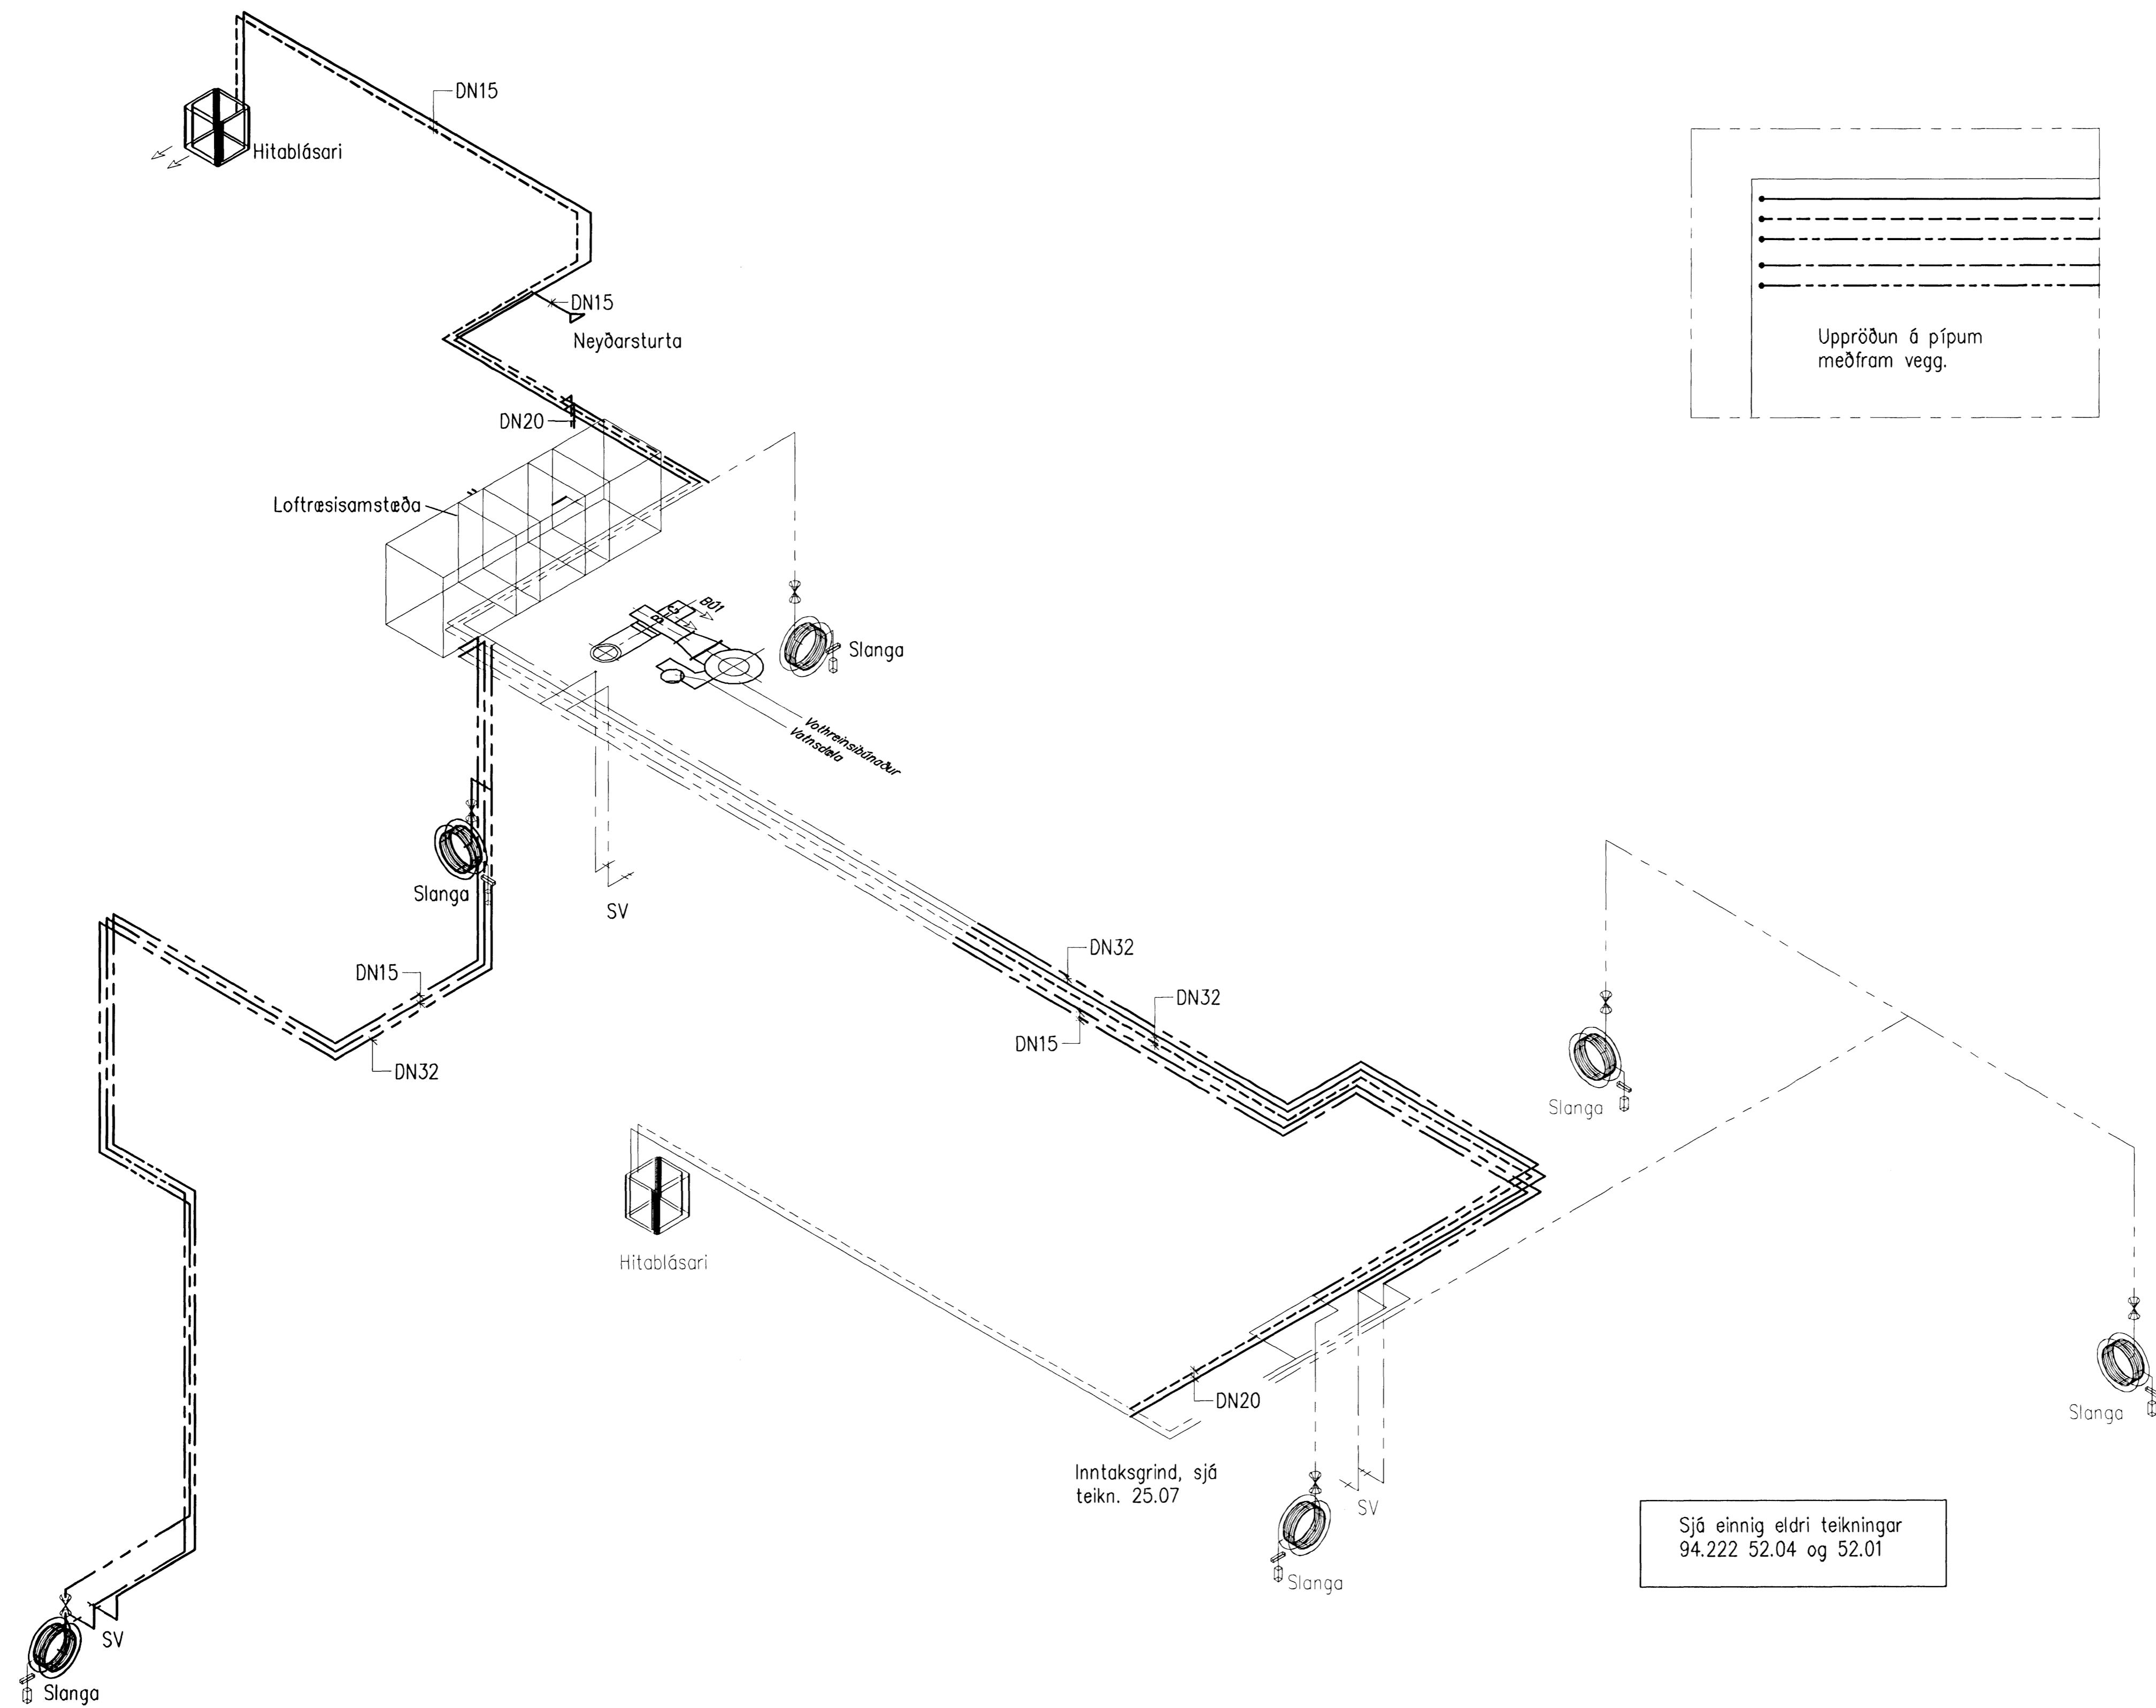 DN15
Hitablásari
DN15
Neyðarsturta
Uppröðun á pípum
meðfram vegg.
DN20
Loftræsisamstæða
BÚ1
Slanga
Vothreinsibúnaður
Vatnsdæla
Slanga
SV
DN32
DN15
DN32
DN15
DN32
Slanga
Hitablásari
DN20
Slanga
Inntaksgrind, sjá
teikn. 25.07
SV
Sjá einnig eldri teikningar
94.222 52.04 og 52.01
Slanga
SV
Slanga